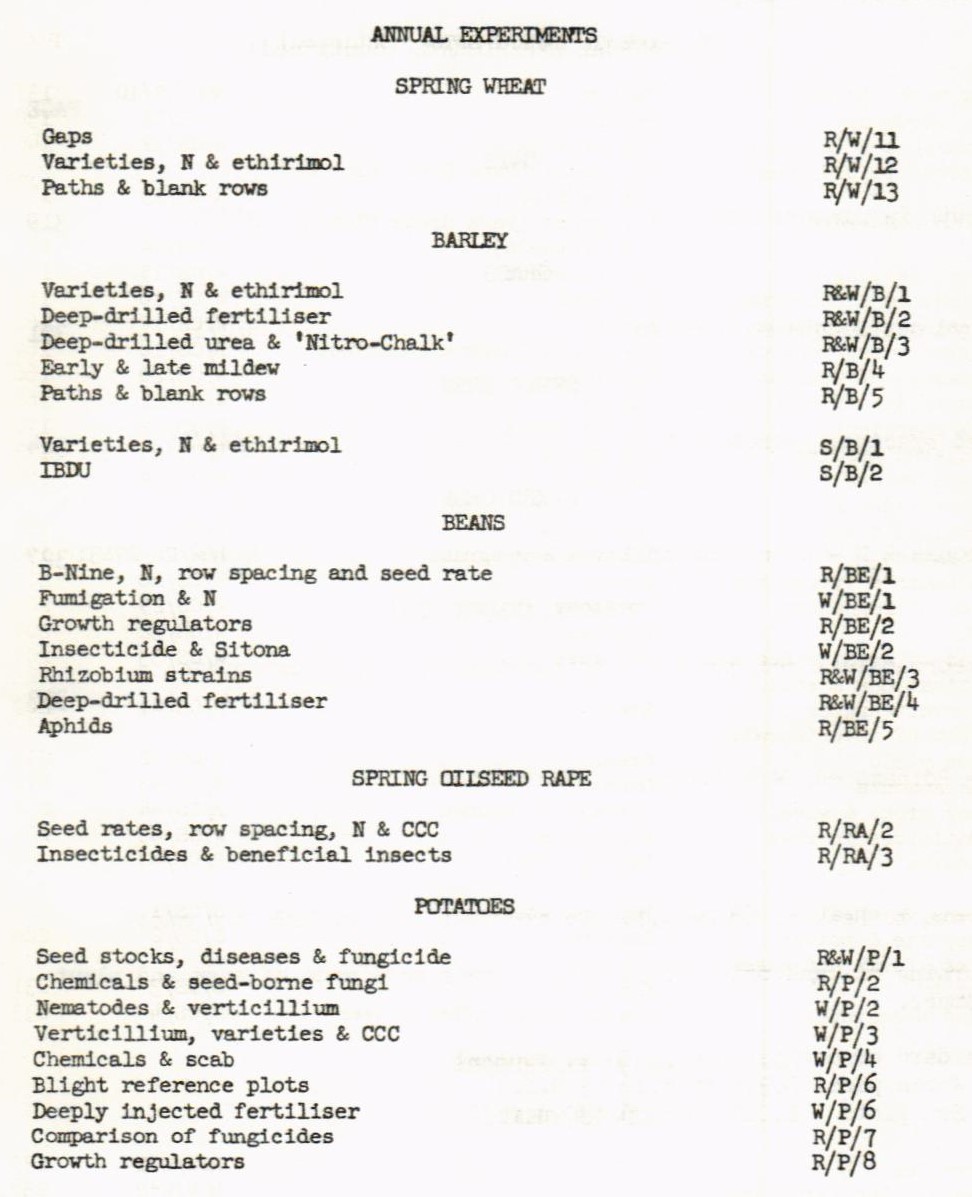 ANNUAL EXPERIMENTS
SPRING WHEAT
Gaps R/W/11
Varieties, N & ethirimol R/W/12
Paths & blank rows R/W/13
BARLEY
Varieties, N & ethirimol R&W/B/1
Deep-drilled fertiliser R&W/B/2
Deep-drilled urea & 'Nitro-Chalk' R&W/B/3
Early & late mildew R/B/4
Paths & blank rows R/B/5
Varieties, N & ethirimol S/B/1
IBDU S/B/2
BEANS
B-Nine, N, row spacing and seed rate R/BE/1
Fumigation & N W/BE/1
Growth regulators R/BE/2
Insecticide & Sitona W/BE/2
Rhizobium strains R&W/BE/3
Deep-drilled fertiliser R&W/BE/4
Aphids R/BE/5
SPRING OILSEED RAPE
Seed rates, row spacing, N & CCC R/RA/2
Insecticides & beneficial insects R/RA/3
POTATOES
Seed stocks, diseases & fungicide R&W/P/1
Chemicals & seed-borne fungi R/P/2
Nematodes & verticillium W/P/2
Verticillium, varieties & CCC W/P/3
Chemicals & scab W/P/4
Blight reference plots R/P/6
Deeply injected fertiliser W/P/6
Comparison of fungicides R/P/7
Growth regulators R/P/8